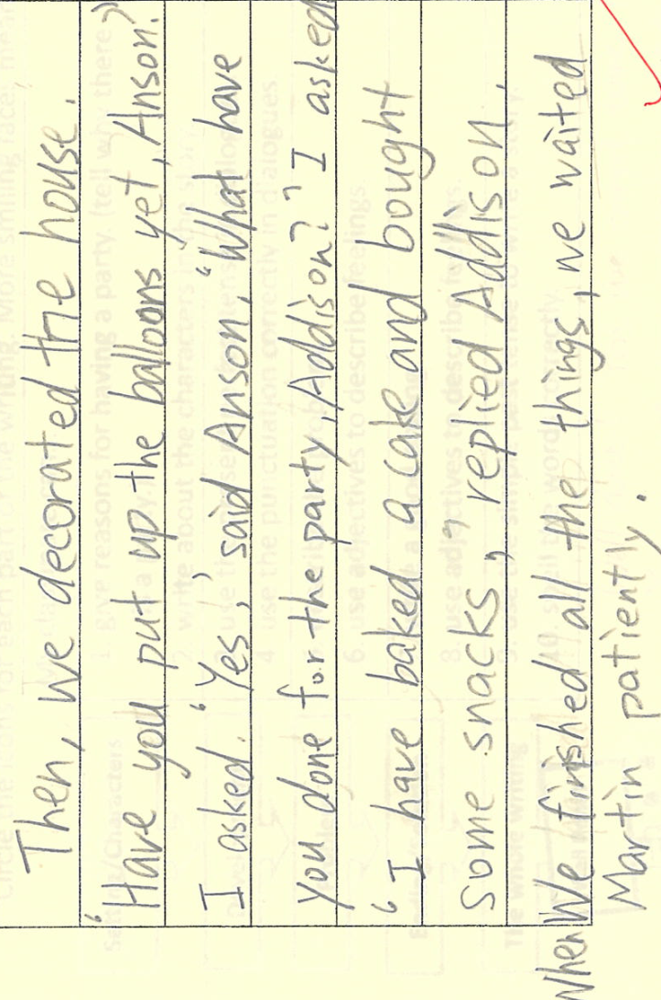 Then, we decorated the house.
"Have you put up the balloons yet, Anson?"
I asked. "Yes," said Anson, "What have
you done for the party, Addison?" I asked
"I have baked a cake and bought
some snacks", replied Addison.
When We finished all the things, we waited
Martin patiently.